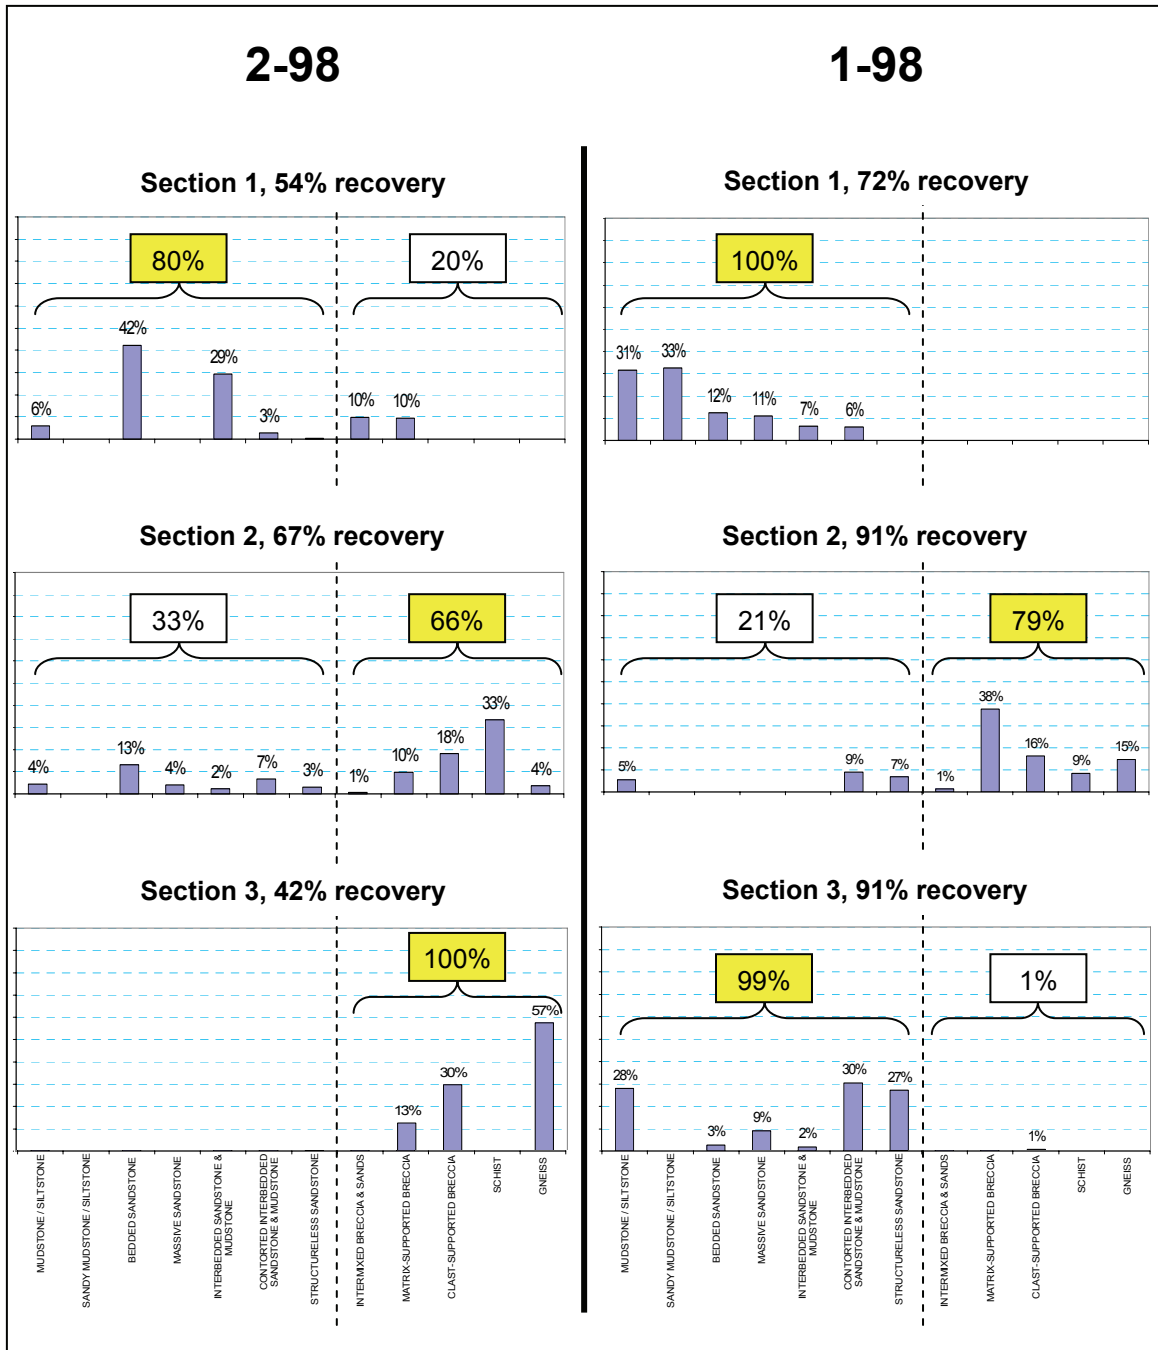 2-98
1-98
Section 1, 54% recovery
80%
20%
6%
42%
29%
3%
10%
10%
Section 1, 72% recovery
100%
31%
33%
12%
11%
7%
6%
Section 2, 67% recovery
33%
66%
4%
13%
4%
2%
7%
3%
1%
10%
18%
33%
4%
Section 2, 91% recovery
21%
79%
5%
9%
7%
1%
38%
16%
9%
15%
Section 3, 42% recovery
100%
13%
30%
57%
MUDSTONE / SILTSTONE
SANDY MUDSTONE / SILTSTONE
BEDDED SANDSTONE
MASSIVE SANDSTONE
INTERBEDDED SANDSTONE &
MUDSTONE
CONTORTED INTERBEDDED
SANDSTONE & MUDSTONE
STRUCTURELESS SANDSTONE
INTERMIXED BRECCIA & SANDS
MATRIX-SUPPORTED BRECCIA
CLAST-SUPPORTED BRECCIA
SCHIST
GNEISS
Section 3, 91% recovery
99%
1%
28%
3%
9%
2%
30%
27%
1%
MUDSTONE / SILTSTONE
SANDY MUDSTONE / SILTSTONE
BEDDED SANDSTONE
MASSIVE SANDSTONE
INTERBEDDED SANDSTONE &
MUDSTONE
CONTORTED INTERBEDDED
SANDSTONE & MUDSTONE
STRUCTURELESS SANDSTONE
INTERMIXED BRECCIA & SANDS
MATRIX-SUPPORTED BRECCIA
CLAST-SUPPORTED BRECCIA
SCHIST
GNEISS